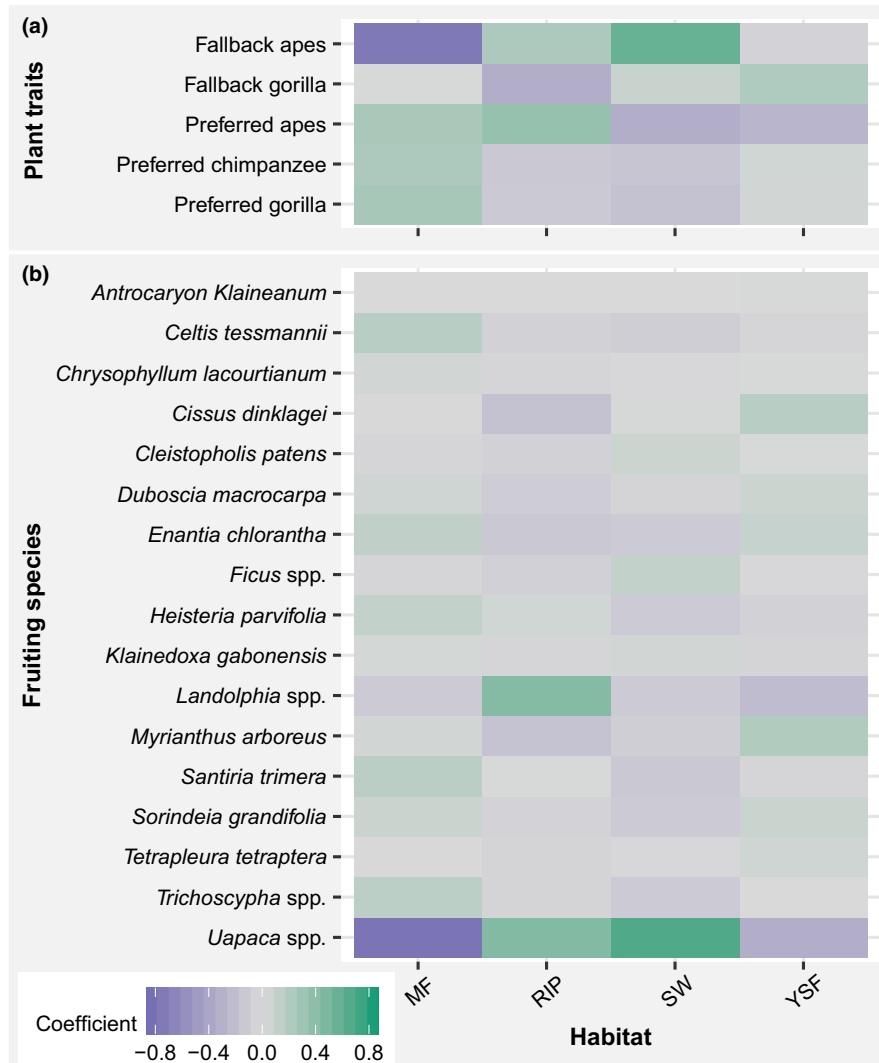 (a)
Plant traits
Fallback apes
Fallback gorilla
Preferred apes
Preferred chimpanzee
Preferred gorilla
(b)
Fruiting species
Antrocaryon Klaineanum
Celtis tessmannii
Chrysophyllum lacourtianum
Cissus dinklagei
Cleistopholis patens
Duboscia macrocarpa
Enantia chlorantha
Ficus spp.
Heisteria parvifolia
Klainedoxa gabonensis
Landolphia spp.
Myrianthus arboreus
Santiria trimera
Sorindeia grandifolia
Tetrapleura tetraptera
Trichoscypha spp.
Uapaca spp.
MF RIP SW YSF
Habitat
Coefficient
−0.8 −0.4 0.0 0.4 0.8